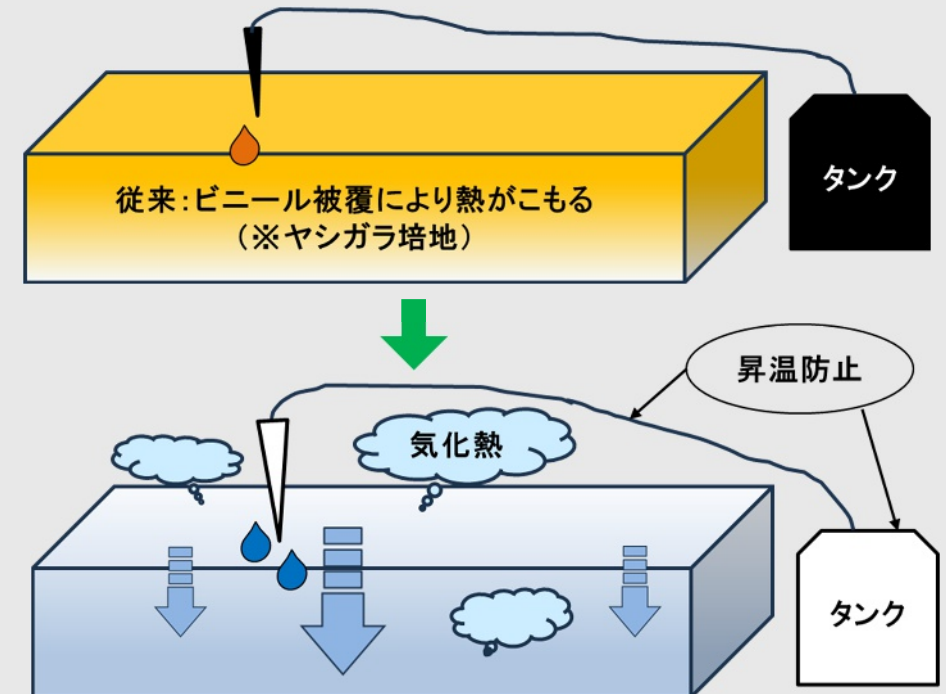 タンク
従来:ビニール被覆により熱がこもる
(※ヤシガラ培地)
昇温防止
気化熱
タンク